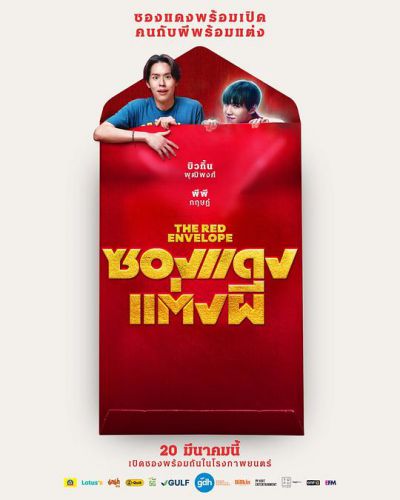 ซองแดงพร้อมเปิด
คนกับผีพร้อมแต่ง
บิวกิ้น
พุฒิพงศ์
พีพี
กฤษฏ์
THE RED
ENVELOPE
ซองแดง
แต่งผี
20 มีนาคมนี้
เปิดซองพร้อมกันในโรงภาพยนตร์
Lotus's
GULF
gdh
Billkin